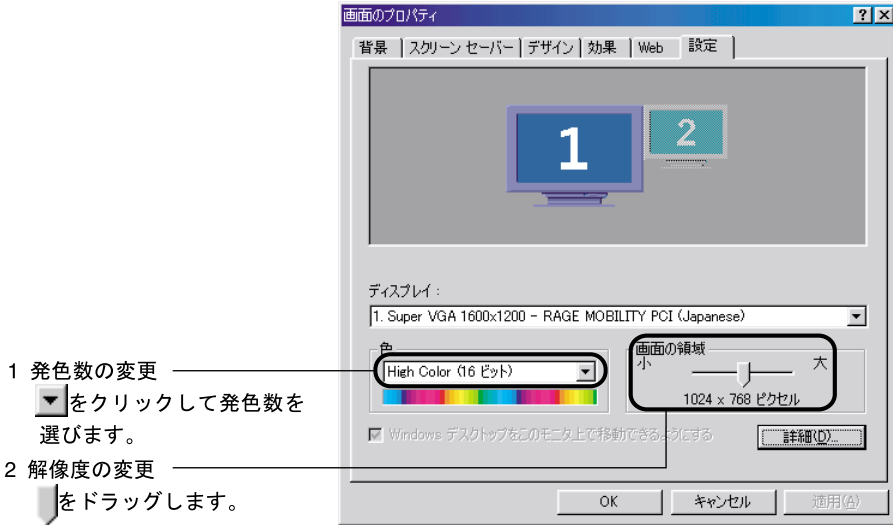 画面のプロパティ
背景 スクリーン セーバー デザイン 効果 Web 設定
1 2
ディスプレイ :
1. Super VGA 1600x1200 - RAGE MOBILITY PCI (Japanese)
色
High Color (16 ビット)
画面の領域
小 大
1024 x 768 ピクセル
Windows デスクトップをこのモニタ上で移動できるようにする
詳細(D)...
OK キャンセル 適用(A)
1 発色数の変更
をクリックして発色数を
選びます。
2 解像度の変更
をドラッグします。